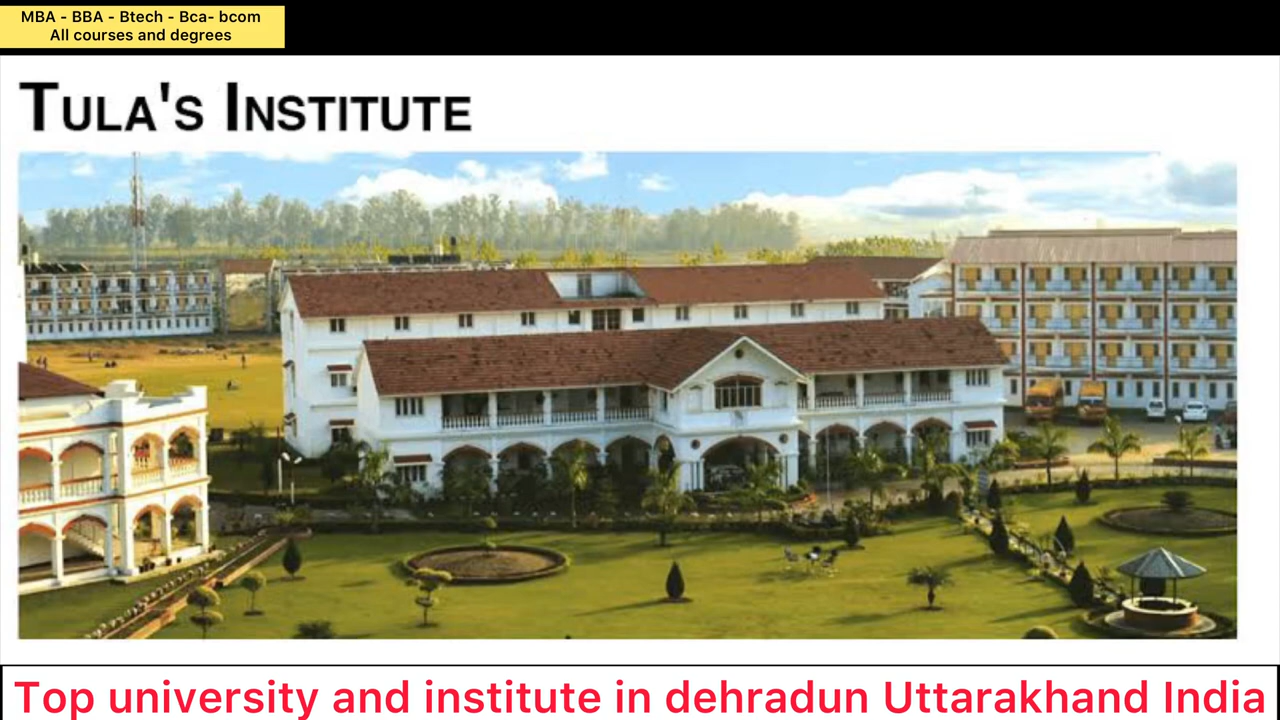 MBA - BBA - Btech - Bca- bcom
All courses and degrees
TULA'S INSTITUTE
Top university and institute in dehradun Uttarakhand India